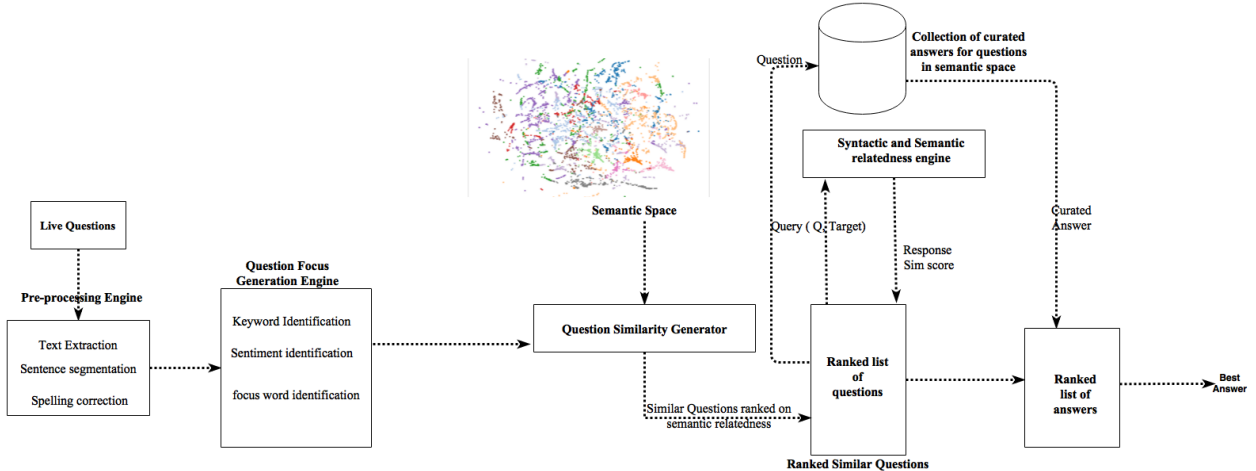 Collection of curated
answers for questions
in semantic space
Question
Syntactic and Semantic
relatedness engine
Semantic Space
Live Questions
Query ( Q, Target)
Curated
Answer
Response
Sim score
Question Focus
Generation Engine
Pre-processing Engine
Text Extraction
Sentence segmentation
Spelling correction
Keyword Identification
Sentiment identification
focus word identification
Question Similarity Generator
Similar Questions ranked on
semantic relatedness
Ranked list
of
questions
Ranked Similar Questions
Ranked
list of
answers
Best
Answer